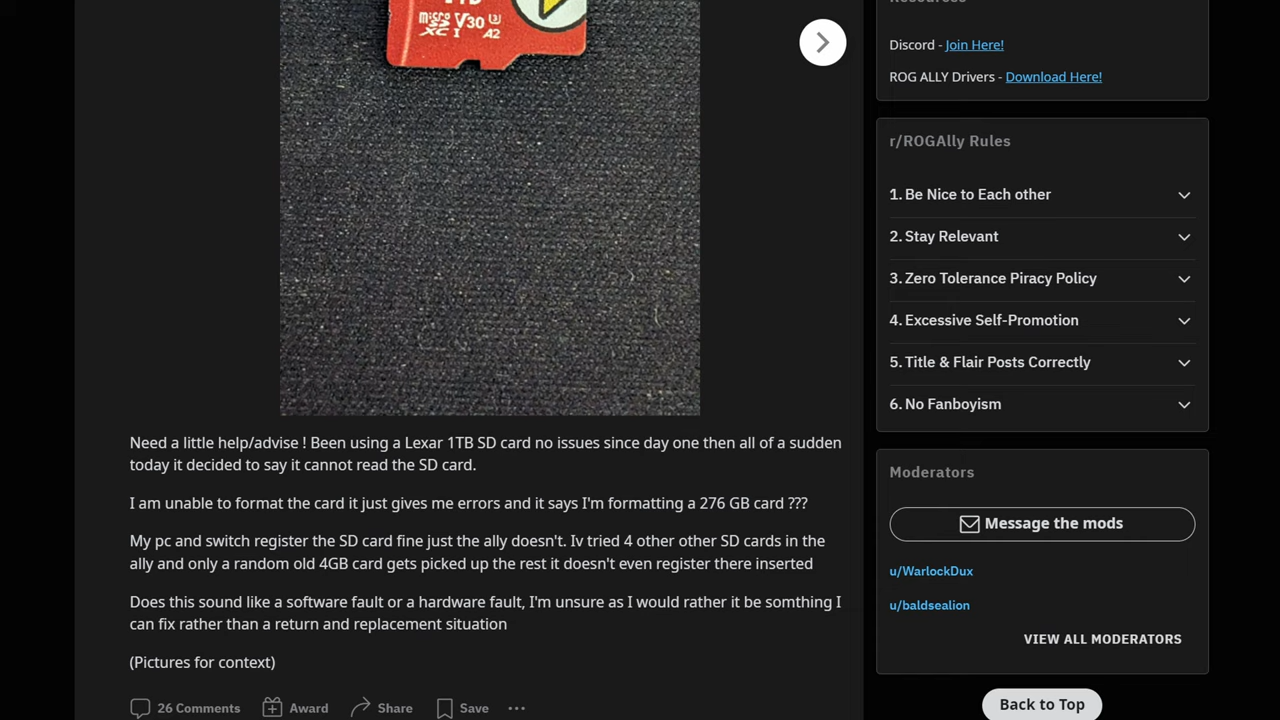 micro SD XC I V30 U3 A2
Resources
Discord - Join Here!
ROG ALLY Drivers - Download Here!
r/ROGAlly Rules
1. Be Nice to Each other
2. Stay Relevant
3. Zero Tolerance Piracy Policy
4. Excessive Self-Promotion
5. Title & Flair Posts Correctly
6. No Fanboyism
Need a little help/advise ! Been using a Lexar 1TB SD card no issues since day one then all of a sudden
today it decided to say it cannot read the SD card.
I am unable to format the card it just gives me errors and it says I'm formatting a 276 GB card ???
My pc and switch register the SD card fine just the ally doesn't. Iv tried 4 other other SD cards in the
ally and only a random old 4GB card gets picked up the rest it doesn't even register there inserted
Does this sound like a software fault or a hardware fault, I'm unsure as I would rather it be somthing I
can fix rather than a return and replacement situation
(Pictures for context)
26 Comments Award Share Save
Moderators
Message the mods
u/WarlockDux
u/baldsealion
VIEW ALL MODERATORS
Back to Top